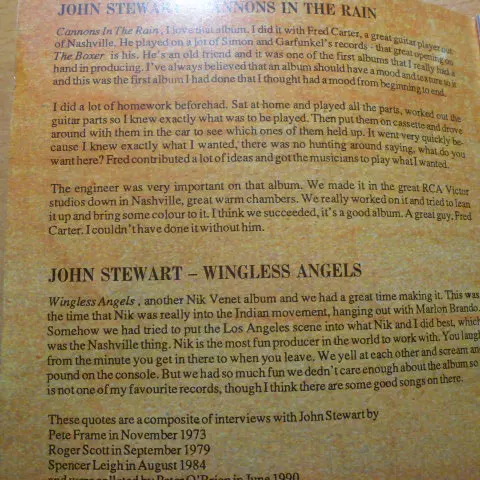 JOHN STEWART CANNONS IN THE RAIN
Cannons In The Rain, I love that album. I did it with Fred Carter, a great guitar player out
of Nashville. He played on a lot of Simon and Garfunkel's records - that great opening on
The Boxer is his. He's an old friend and it was one of the first albums that I really had a
hand in producing. I've always believed that an album should have a mood and texture to it
and this was the first album I had done that I thought had a mood from beginning to end.
I did a lot of homework beforehad. Sat at home and played all the parts, worked out the
guitar parts so I knew exactly what was to be played. Then put them on cassette and drove
around with them in the car to see which ones of them held up. It went very quickly be-
cause I knew exactly what I wanted, there was no hunting around saying, what do you
want here? Fred contributed a lot of ideas and got the musicians to play what I wanted.
The engineer was very important on that album. We made it in the great RCA Victor
studios down in Nashville, great warm chambers. We really worked on it and tried to lean
it up and bring some colour to it. I think we succeeded, it's a good album. A great guy, Fred
Carter. I couldn't have done it without him.
JOHN STEWART – WINGLESS ANGELS
Wingless Angels , another Nik Venet album and we had a great time making it. This was
the time that Nik was really into the Indian movement, hanging out with Marlon Brando.
Somehow we had tried to put the Los Angeles scene into what Nik and I did best, which
was the Nashville thing. Nik is the most fun producer in the world to work with. You laugh
from the minute you get in there to when you leave. We yell at each other and scream and
pound on the console. But we had so much fun we dedn't care enough about the album so
is not one of my favourite records, though I think there are some good songs on there.
These quotes are a composite of interviews with John Stewart by
Pete Frame in November 1973
Roger Scott in September 1979
Spencer Leigh in August 1984
and were collated by Peter O'Brien in June 1990